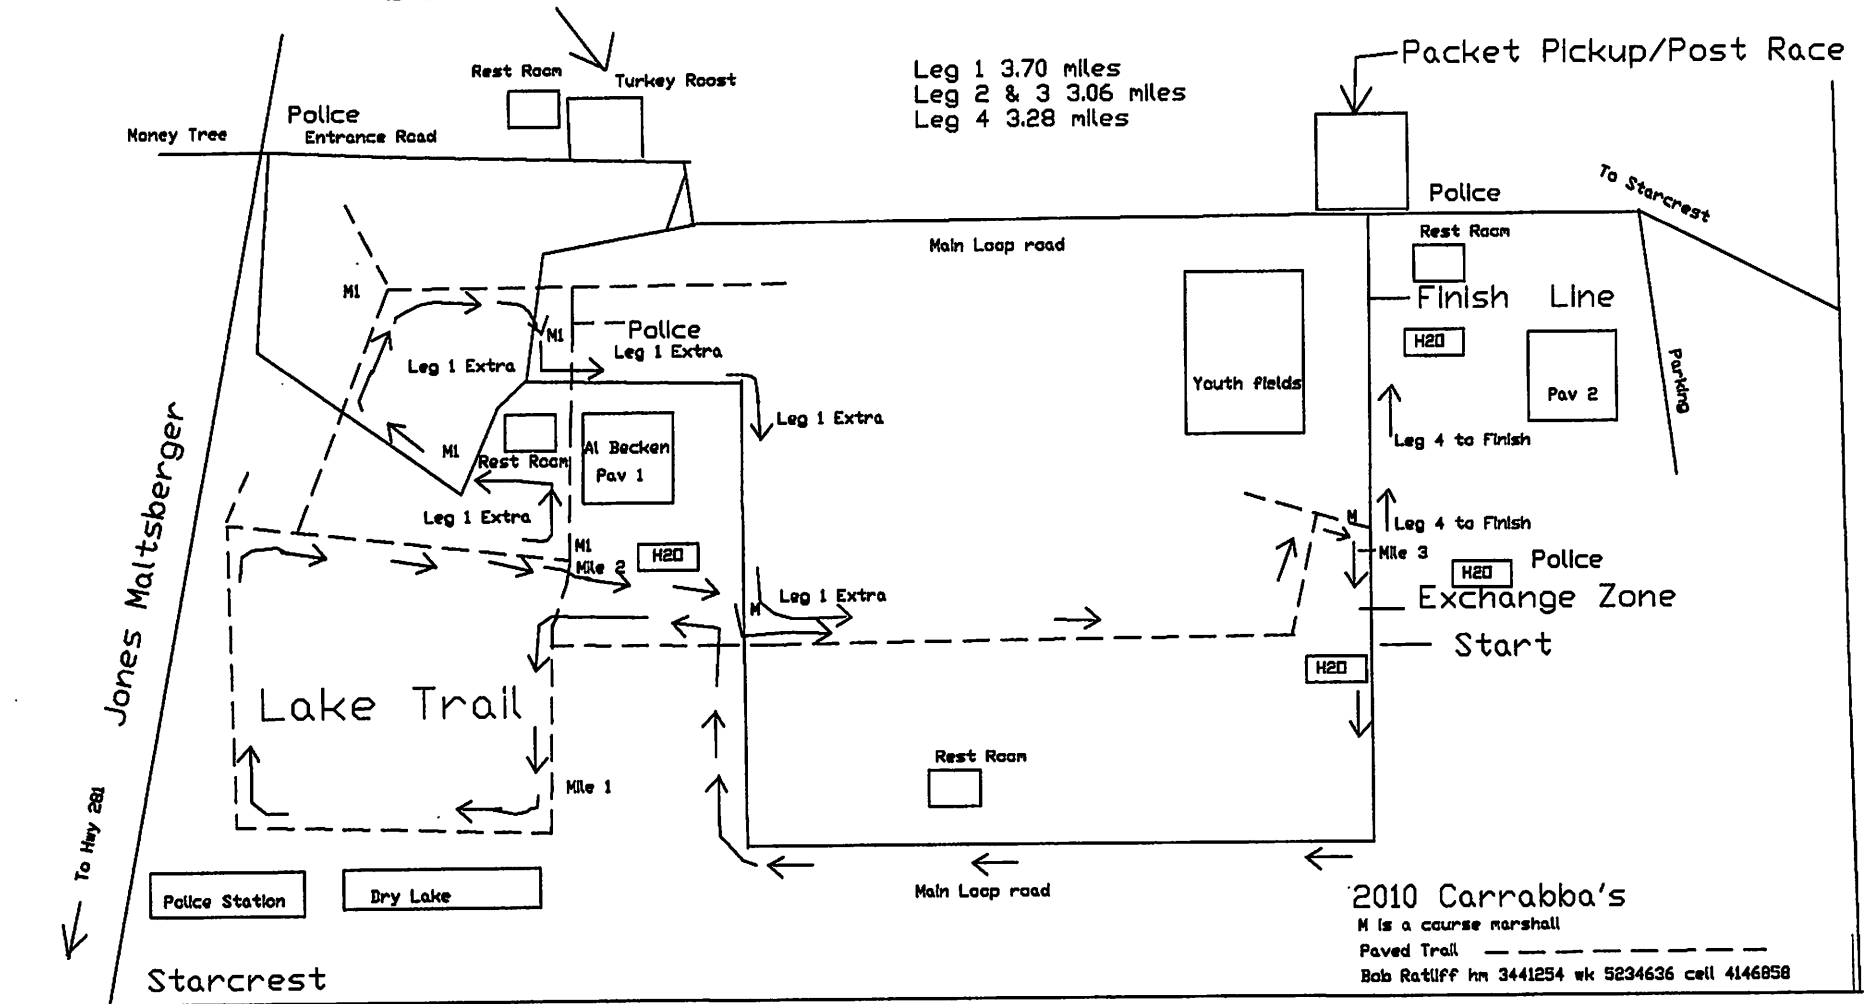 Packet Pickup/Post Race
Rest Room
Turkey Roost
Leg 1 3.70 miles
Leg 2 & 3 3.06 miles
Leg 4 3.28 miles
Police
Money Tree
Entrance Road
To Starcrest
Police
Rest Room
Main Loop road
M1
Finish Line
M1
Police
H2O
Leg 1 Extra
Leg 1 Extra
Youth fields
Pav 2
Parking
Leg 1 Extra
Leg 4 to Finish
M1
Al Becken
Pav 1
Rest Room
Leg 1 Extra
M
Leg 4 to Finish
Jones Maltsberger
M1
Mile 2
H2O
Mile 3
Police
H2O
Exchange Zone
M
Leg 1 Extra
Start
H2O
Lake Trail
Rest Room
Mile 1
To Hwy 281
Police Station
Dry Lake
Main Loop road
2010 Carrabba's
M is a course marshall
Paved Trail
Bob Ratliff hm 3441254 wk 5234636 cell 4146858
Starcrest